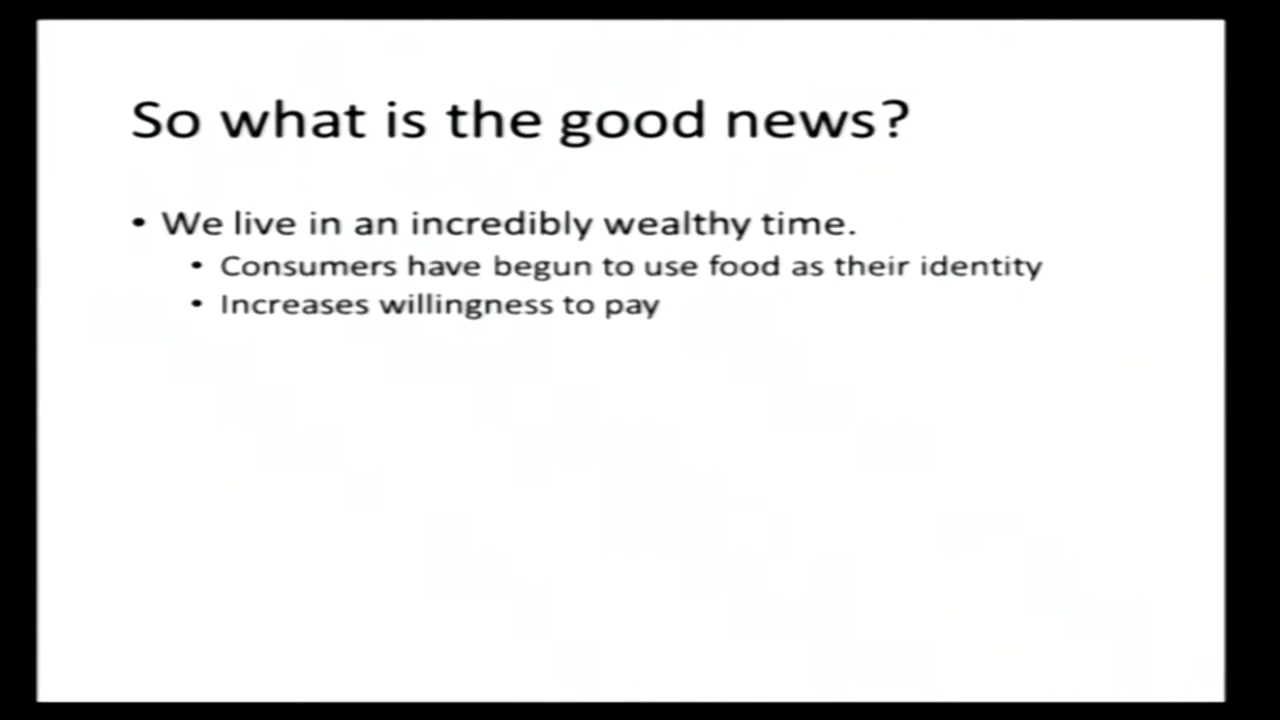 So what is the good news?
• We live in an incredibly wealthy time.
• Consumers have begun to use food as their identity
• Increases willingness to pay